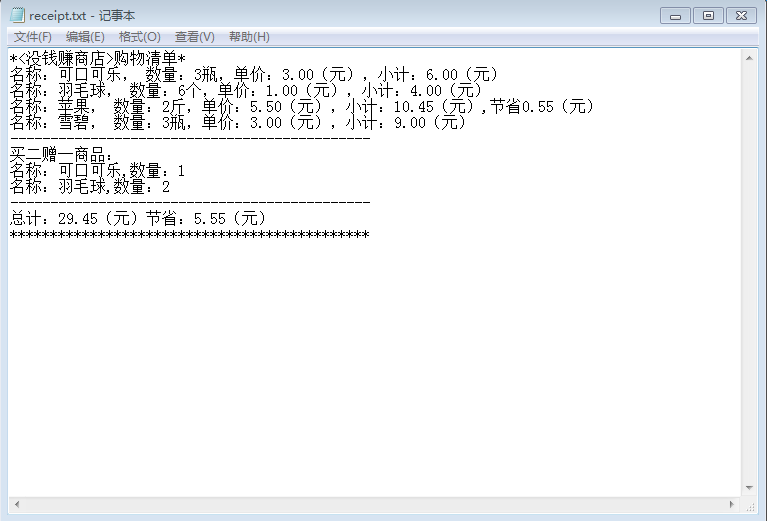 receipt.txt - 记事本
文件(F) 编辑(E) 格式(O) 查看(V) 帮助(H)
*<没钱赚商店>购物清单*
名称：可口可乐， 数量：3瓶，单价：3.00（元），小计：6.00（元）
名称：羽毛球， 数量：6个，单价：1.00（元），小计：4.00（元）
名称：苹果， 数量：2斤，单价：5.50（元），小计：10.45（元）,节省0.55（元）
名称：雪碧， 数量：3瓶，单价：3.00（元），小计：9.00（元）
---------------------------------------------
买二赠一商品：
名称：可口可乐,数量：1
名称：羽毛球,数量：2
---------------------------------------------
总计：29.45（元）节省：5.55（元）
*********************************************